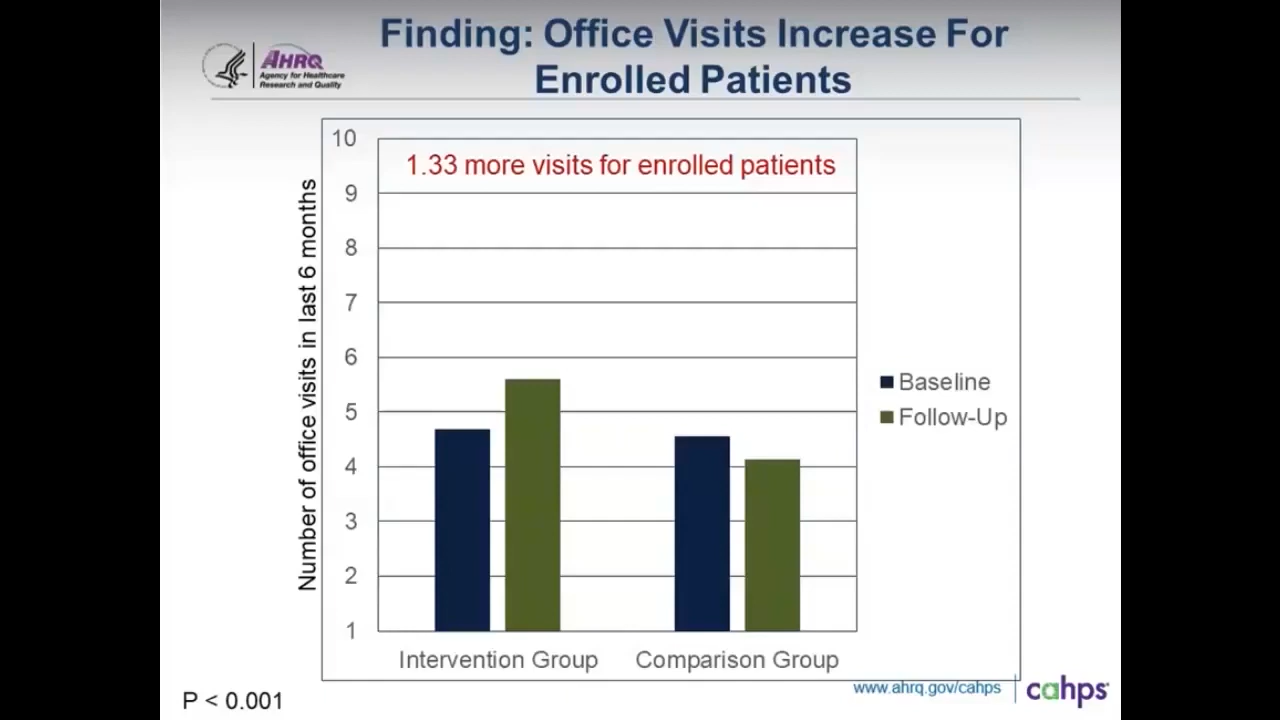 Finding: Office Visits Increase For
Enrolled Patients
AHRQ
Agency for Healthcare
Research and Quality
1.33 more visits for enrolled patients
Number of office visits in last 6 months
10
9
8
7
6
5
4
3
2
1
Baseline
Follow-Up
Intervention Group
Comparison Group
P < 0.001
www.ahrq.gov/cahps
cahps